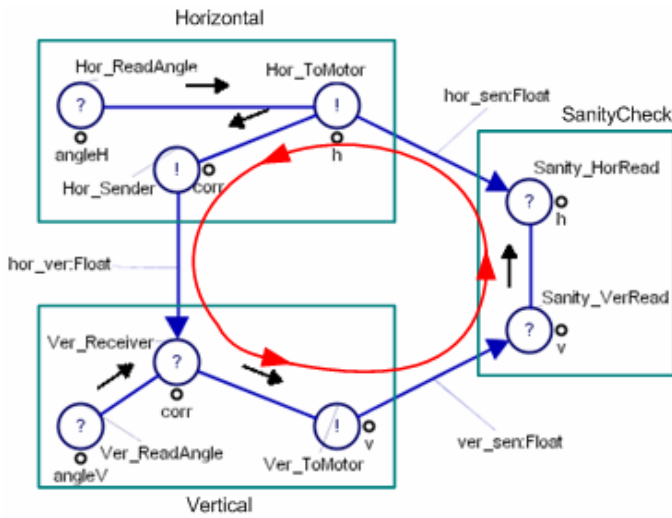 Horizontal
Hor_ReadAngle
Hor_ToMotor
hor_sen:Float
SanityCheck
?
!
angleH
h
Hor_Sender
!
corr
Sanity_HorRead
?
h
hor_ver:Float
Sanity_VerRead
?
v
Ver_Receiver
?
corr
?
Ver_ReadAngle
angleV
!
v
Ver_ToMotor
ver_sen:Float
Vertical